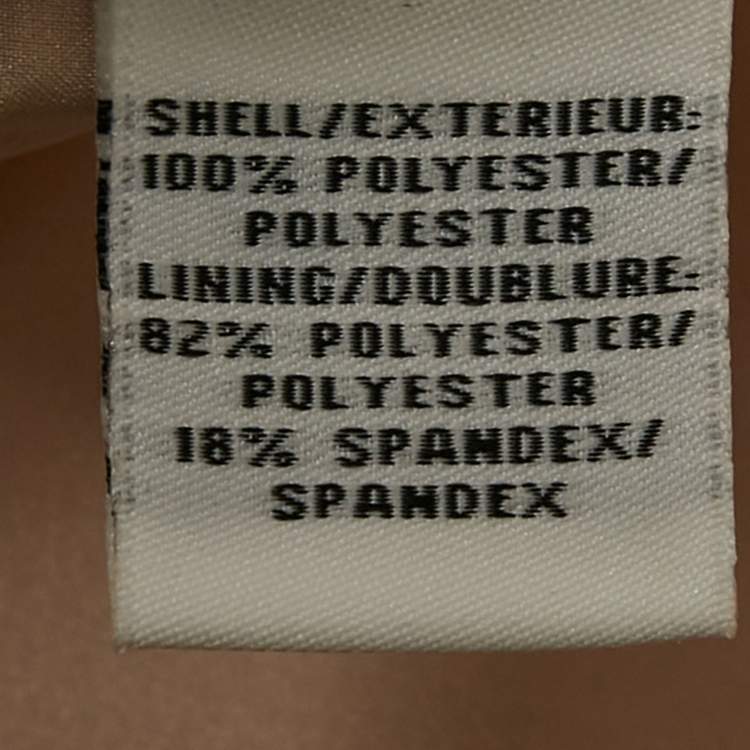 SHELL/EXTERIEUR:
100% POLYESTER/
POLYESTER
LINING/DOUBLURE:
82% POLYESTER/
POLYESTER
18% SPANDEX/
SPANDEX